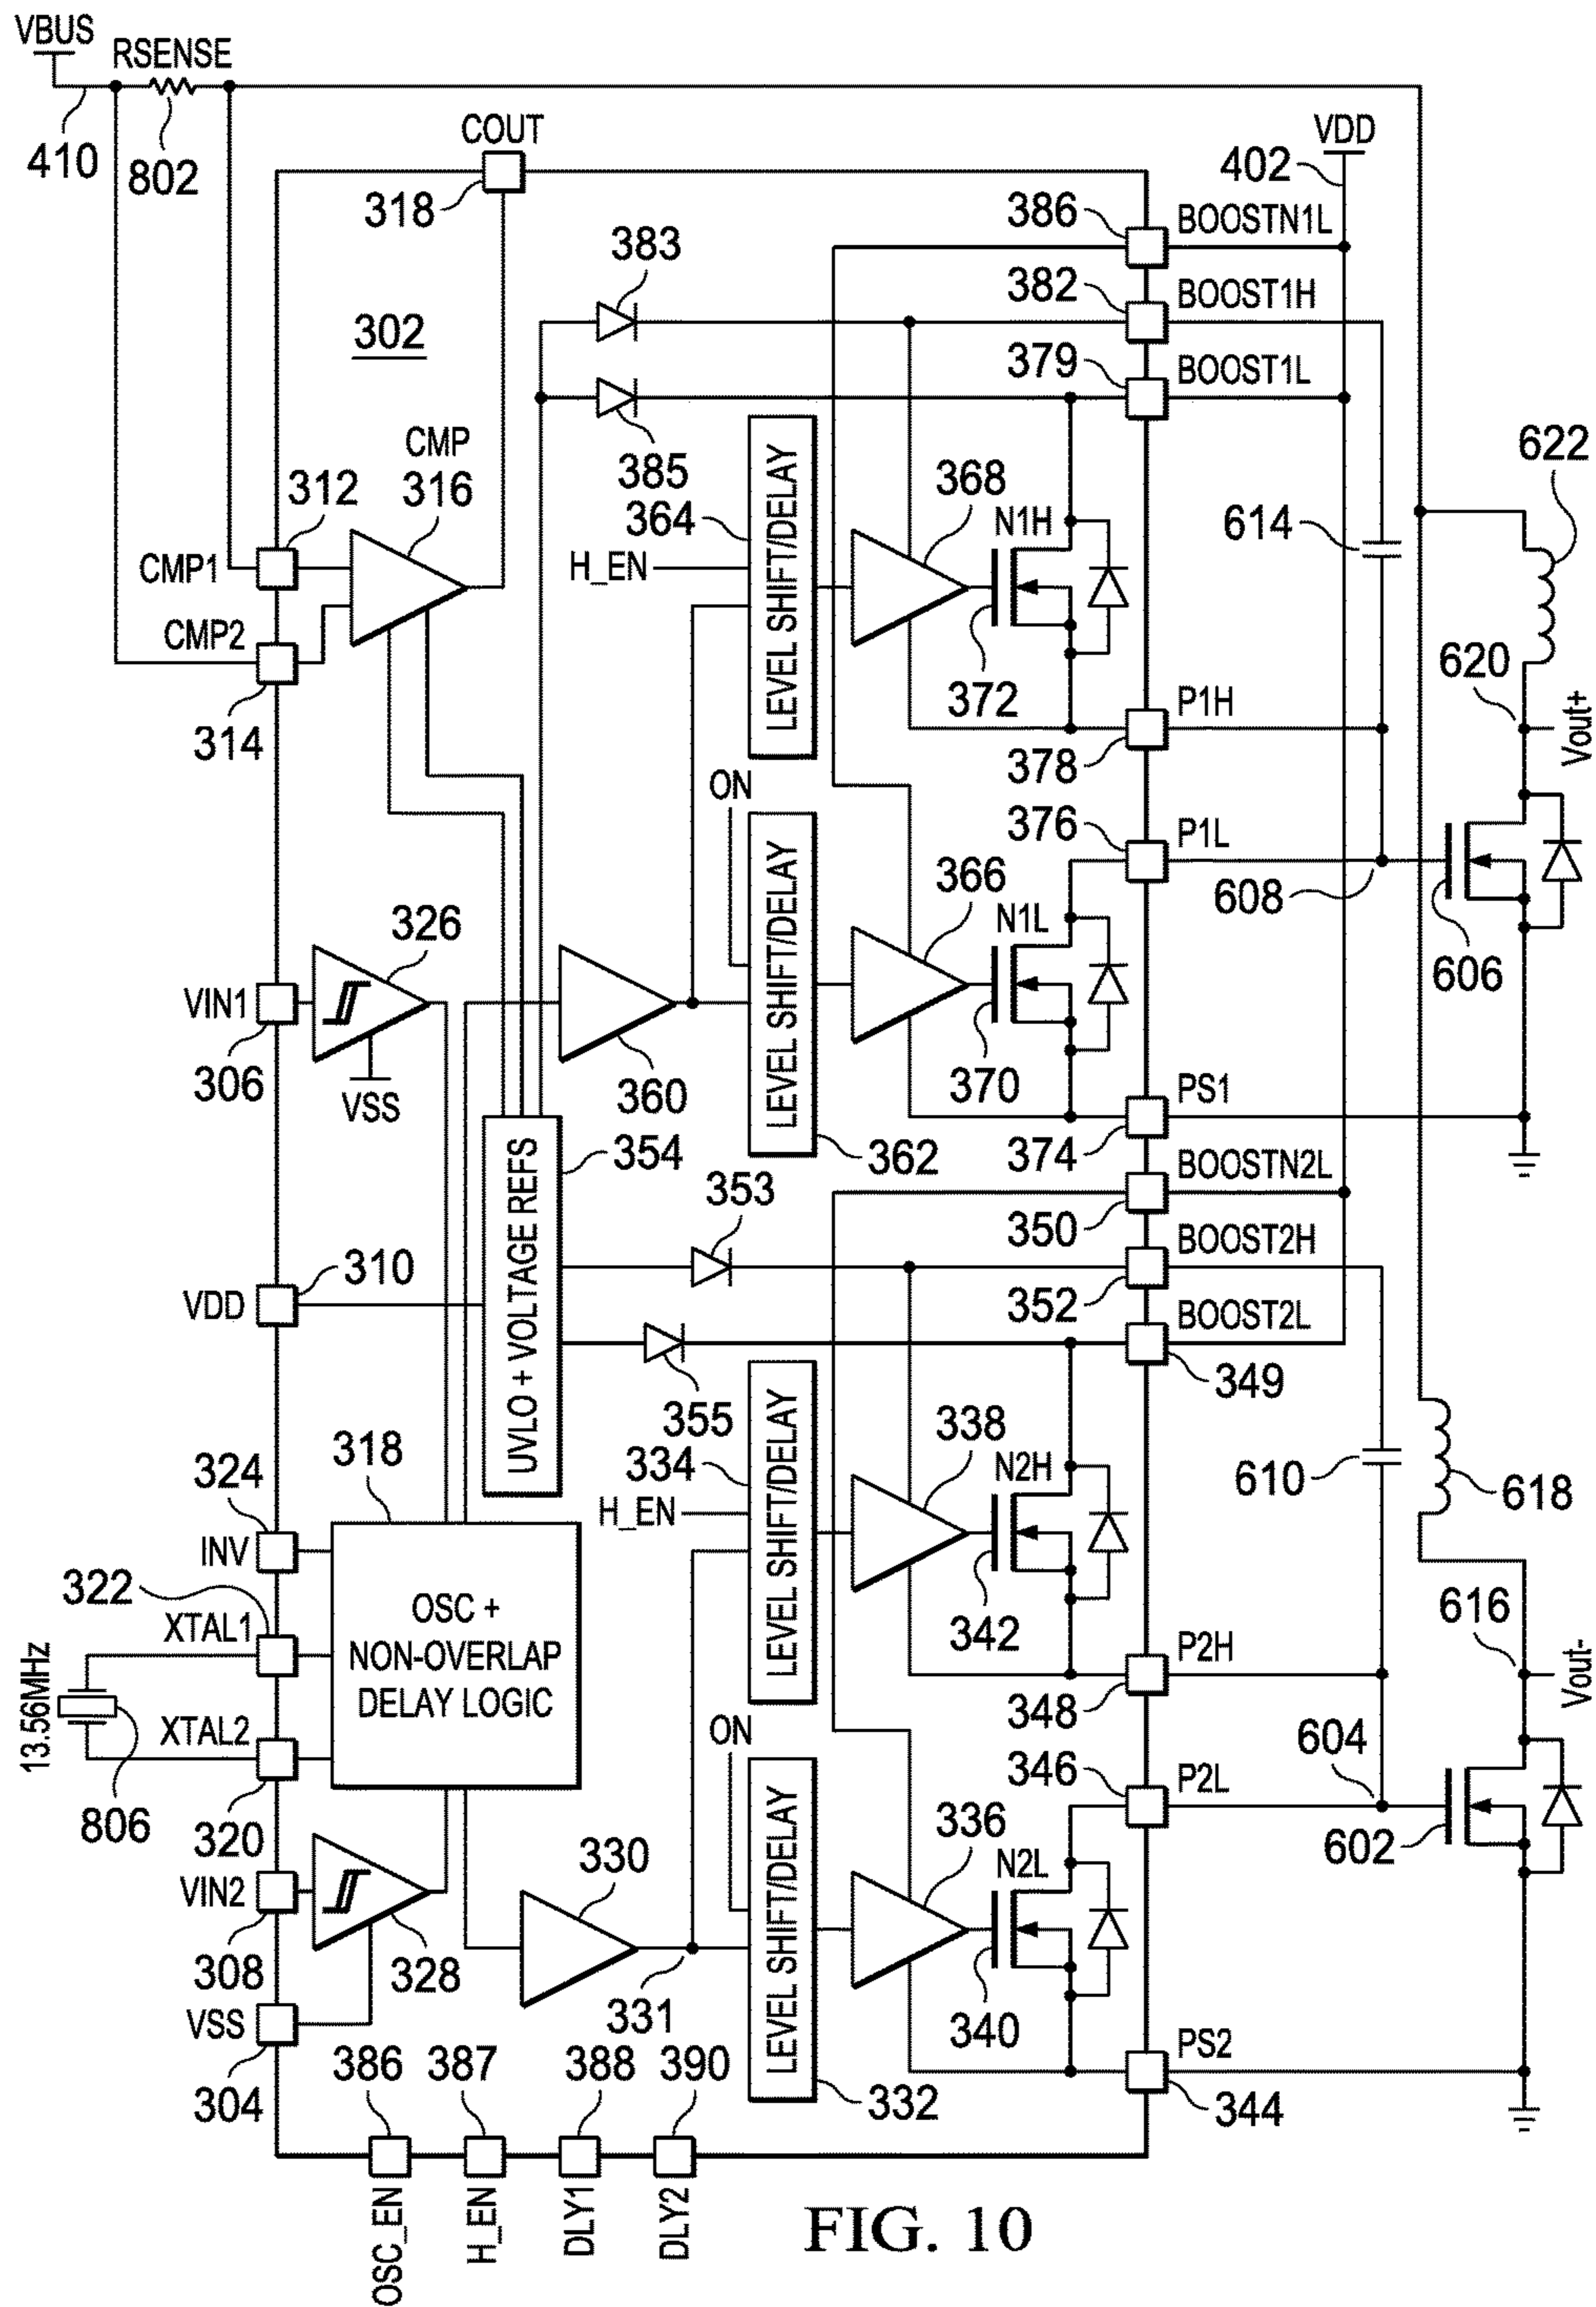 VBUS
RSENSE
410
802
COUT
318
VDD
402
386
BOOSTN1L
383
302
382
BOOST1H
379
BOOST1L
385
CMP
316
312
364
368
N1H
614
622
CMP1
H_EN
LEVEL SHIFT/DELAY
CMP2
314
372
620
Vout+
P1H
378
ON
376
P1L
326
LEVEL SHIFT/DELAY
366
N1L
608
606
VIN1
306
VSS
360
370
PS1
354
362
374
BOOSTN2L
353
350
UVLO + VOLTAGE REFS
BOOST2H
310
VDD
352
BOOST2L
349
355
318
324
334
LEVEL SHIFT/DELAY
338
N2H
610
618
H_EN
INV
322
XTAL1
OSC +
NON-OVERLAP
DELAY LOGIC
342
616
P2H
Vout-
13.56MHz
XTAL2
348
ON
604
346
P2L
806
320
330
LEVEL SHIFT/DELAY
336
N2L
602
VIN2
308
328
331
340
VSS
304
PS2
386
387
388
390
332
344
OSC_EN
H_EN
DLY1
DLY2
FIG. 10